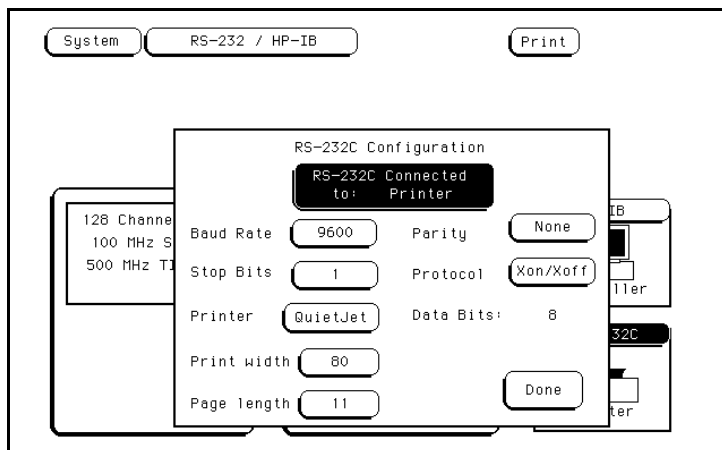 System
RS-232 / HP-IB
Print
RS-232C Configuration
RS-232C Connected
to: Printer
Baud Rate 9600
Parity None
Stop Bits 1
Protocol Xon/Xoff
Printer QuietJet
Data Bits: 8
Print width 80
Page length 11
Done
128 Channe
100 MHz S
500 MHz TI
IB
ller
32C
ter